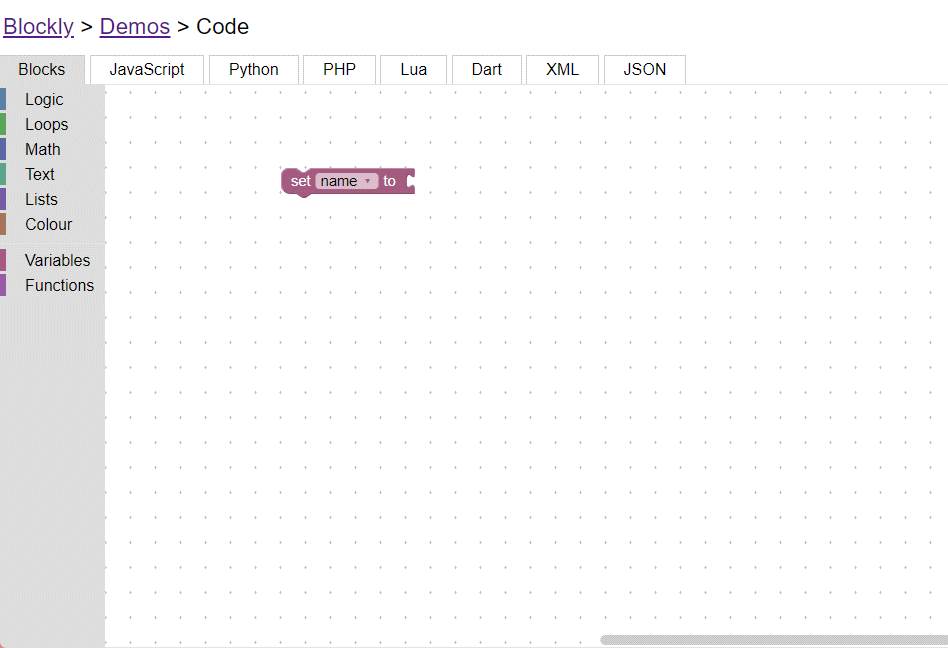 Blockly > Demos > Code
Blocks JavaScript Python PHP Lua Dart XML JSON
Logic
Loops
Math
Text
Lists
Colour
Variables
Functions
set name to